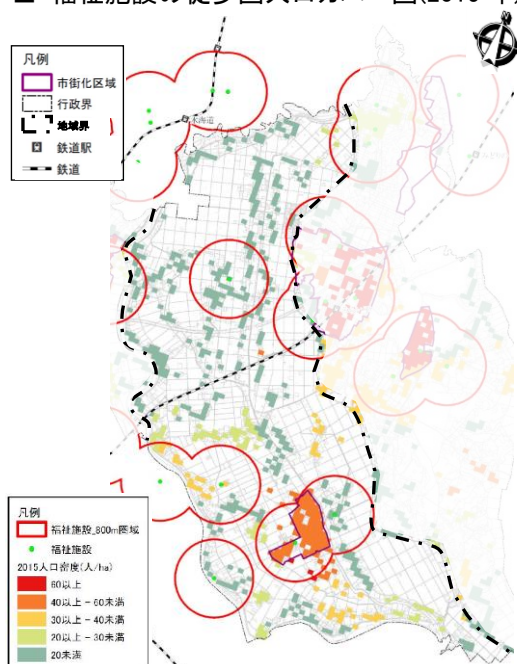 ■ 福祉施設の徒歩圏人口カバー図(2015年)
凡例
市街化区域
行政界
地域界
鉄道駅
鉄道
凡例
福祉施設_800m圏域
福祉施設
2015人口密度(人/ha)
60以上
40以上-60未満
30以上-40未満
20以上-30未満
20未満